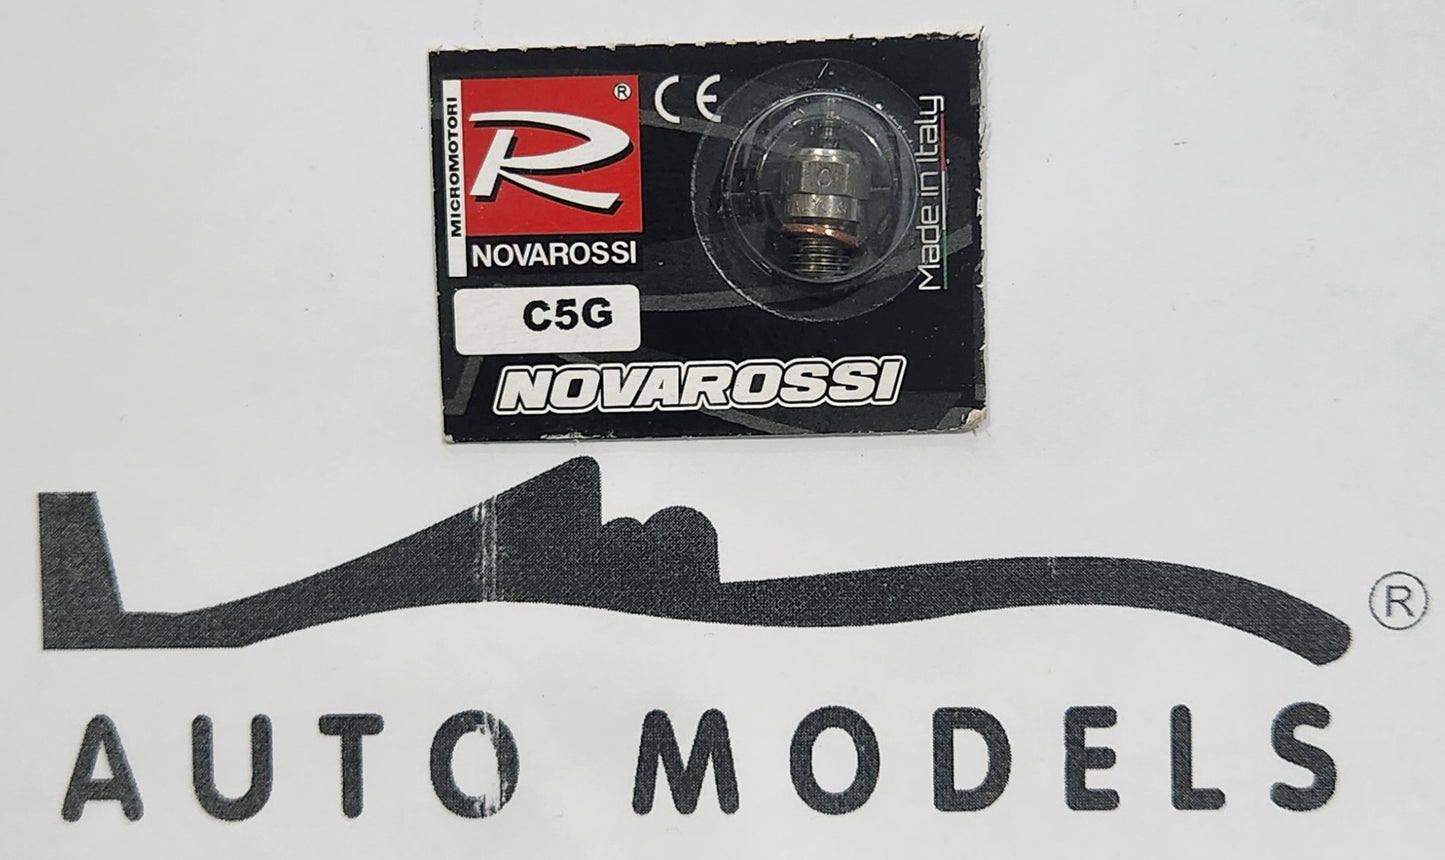 MICROMOTORI
R
®
CE
Made in Italy
NOVAROSSI
C5G
NOVAROSSI
®
AUTO MODELS